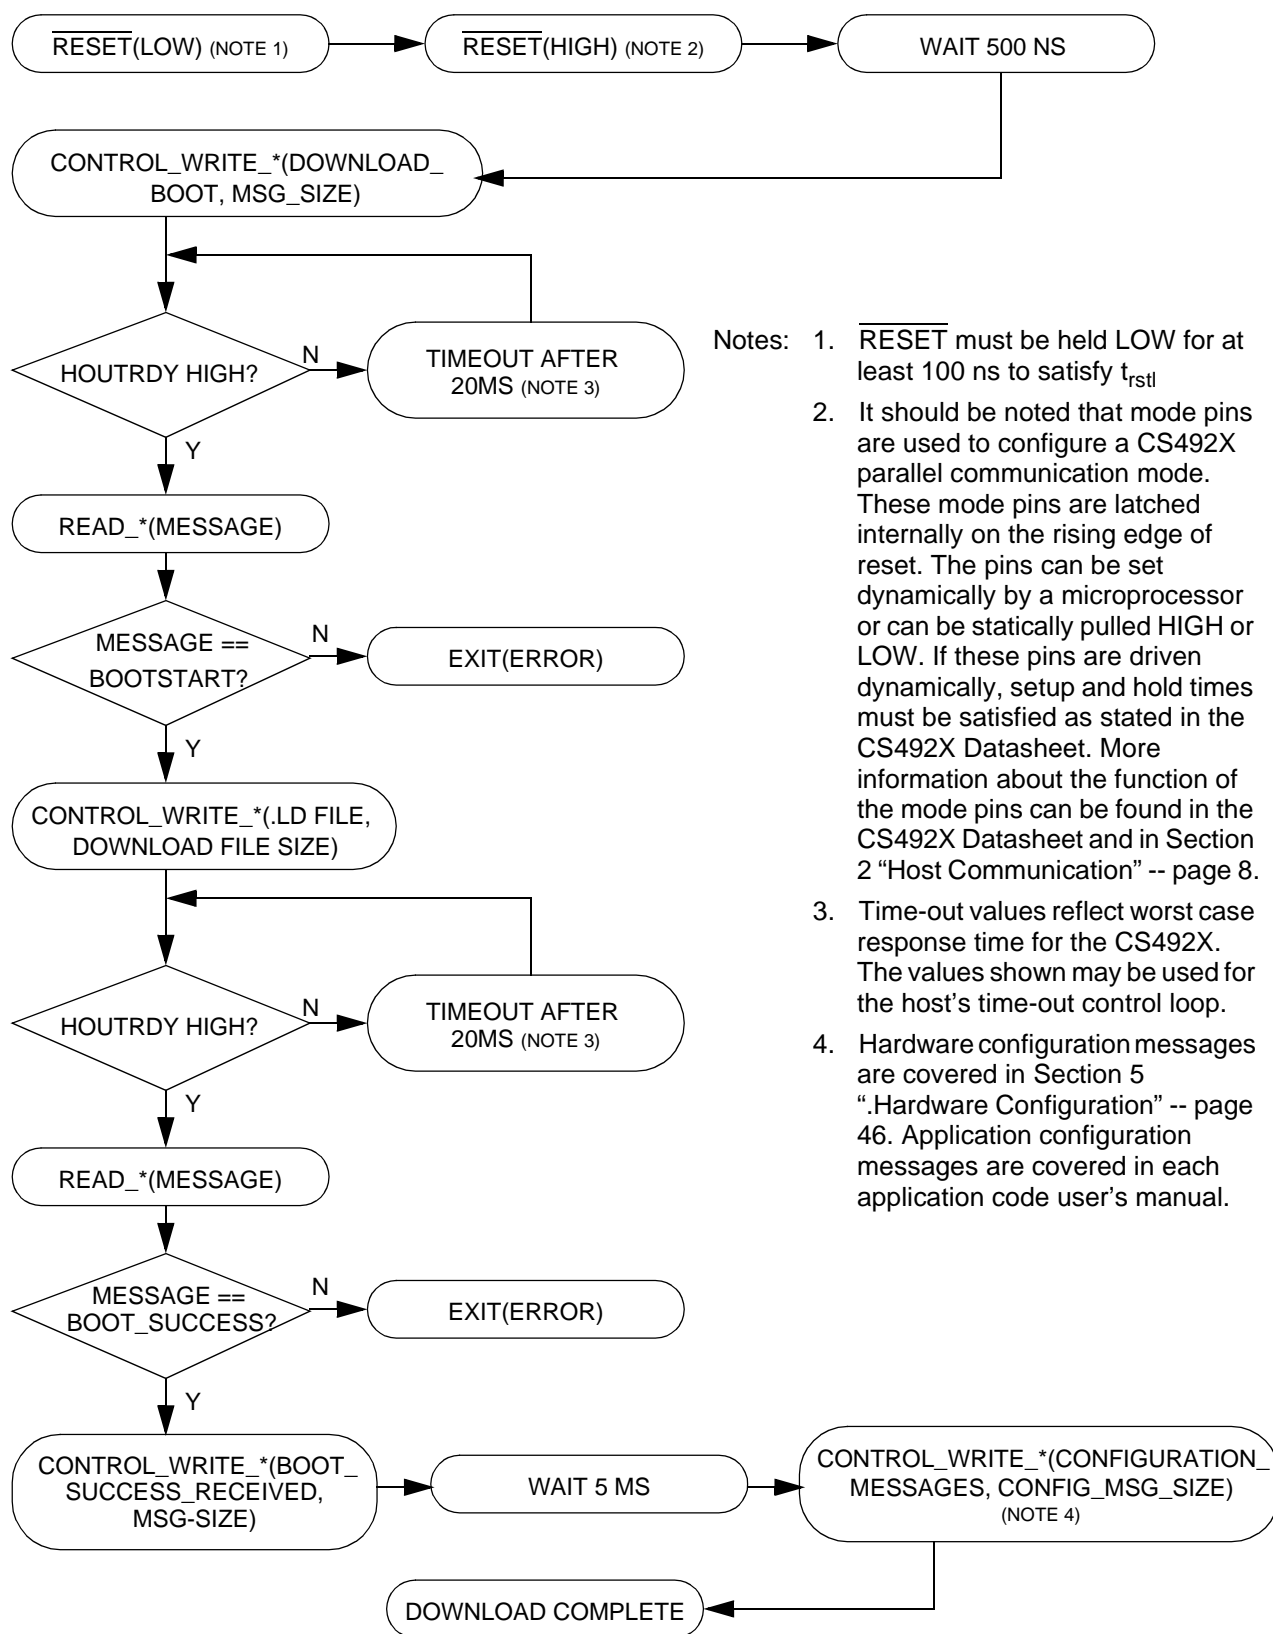 RESET(LOW) (NOTE 1)
RESET(HIGH) (NOTE 2)
WAIT 500 NS
CONTROL_WRITE_*(DOWNLOAD_
BOOT, MSG_SIZE)
HOUTRDY HIGH?
N
TIMEOUT AFTER
20MS (NOTE 3)
Y
READ_*(MESSAGE)
MESSAGE ==
BOOTSTART?
N
EXIT(ERROR)
Y
CONTROL_WRITE_*(.LD FILE,
DOWNLOAD FILE SIZE)
HOUTRDY HIGH?
N
TIMEOUT AFTER
20MS (NOTE 3)
Y
READ_*(MESSAGE)
MESSAGE ==
BOOT_SUCCESS?
N
EXIT(ERROR)
Y
CONTROL_WRITE_*(BOOT_
SUCCESS_RECEIVED,
MSG-SIZE)
WAIT 5 MS
CONTROL_WRITE_*(CONFIGURATION_
MESSAGES, CONFIG_MSG_SIZE)
(NOTE 4)
DOWNLOAD COMPLETE
Notes: 1. RESET must be held LOW for at
least 100 ns to satisfy trstl
2. It should be noted that mode pins
are used to configure a CS492X
parallel communication mode.
These mode pins are latched
internally on the rising edge of
reset. The pins can be set
dynamically by a microprocessor
or can be statically pulled HIGH or
LOW. If these pins are driven
dynamically, setup and hold times
must be satisfied as stated in the
CS492X Datasheet. More
information about the function of
the mode pins can be found in the
CS492X Datasheet and in Section
2 “Host Communication” -- page 8.
3. Time-out values reflect worst case
response time for the CS492X.
The values shown may be used for
the host’s time-out control loop.
4. Hardware configuration messages
are covered in Section 5
“.Hardware Configuration” -- page
46. Application configuration
messages are covered in each
application code user’s manual.